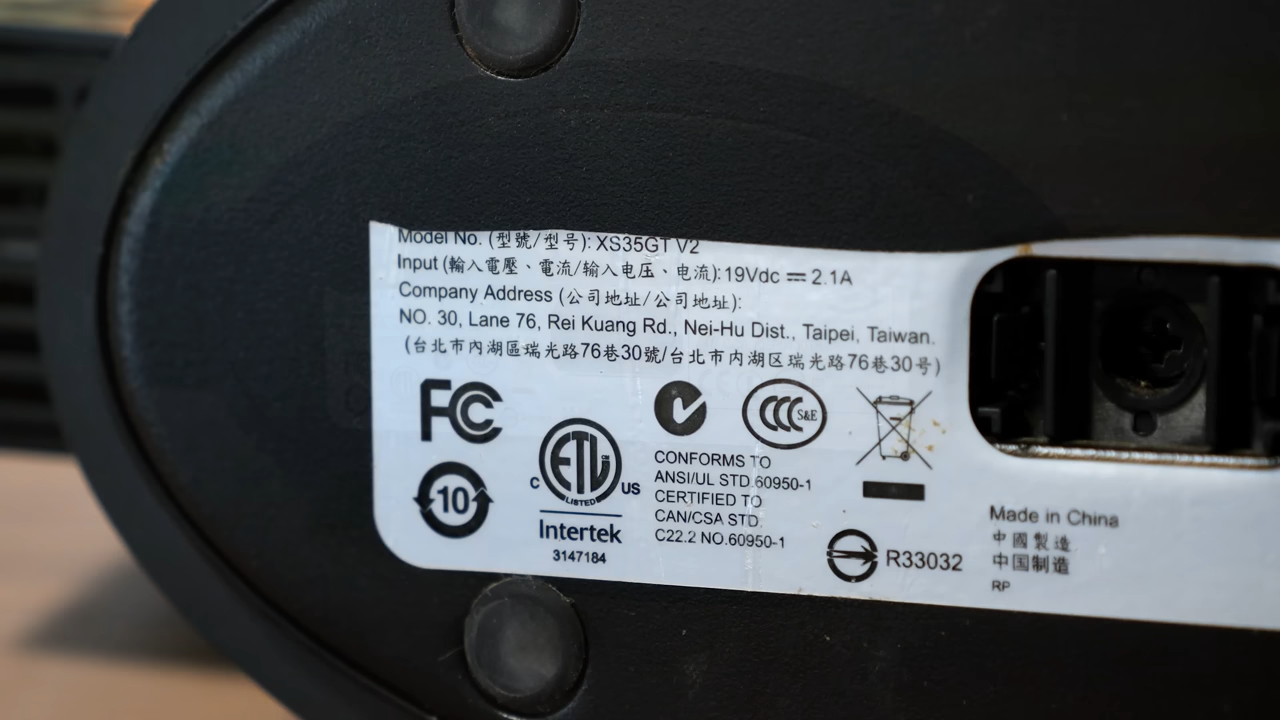 Model No. (型號/型号): XS35GT V2
Input (輸入電壓、電流/输入电压、电流): 19Vdc ⎓ 2.1A
Company Address (公司地址/公司地址):
NO. 30, Lane 76, Rei Kuang Rd., Nei-Hu Dist., Taipei, Taiwan.
(台北市內湖區瑞光路76巷30號/台北市内湖区瑞光路76巷30号)
FC
10
C ETL CM US
LISTED
Intertek
3147184
CCC S&E
CONFORMS TO
ANSI/UL STD.60950-1
CERTIFIED TO
CAN/CSA STD.
C22.2 NO.60950-1
R33032
Made in China
中國製造
中国制造
RP